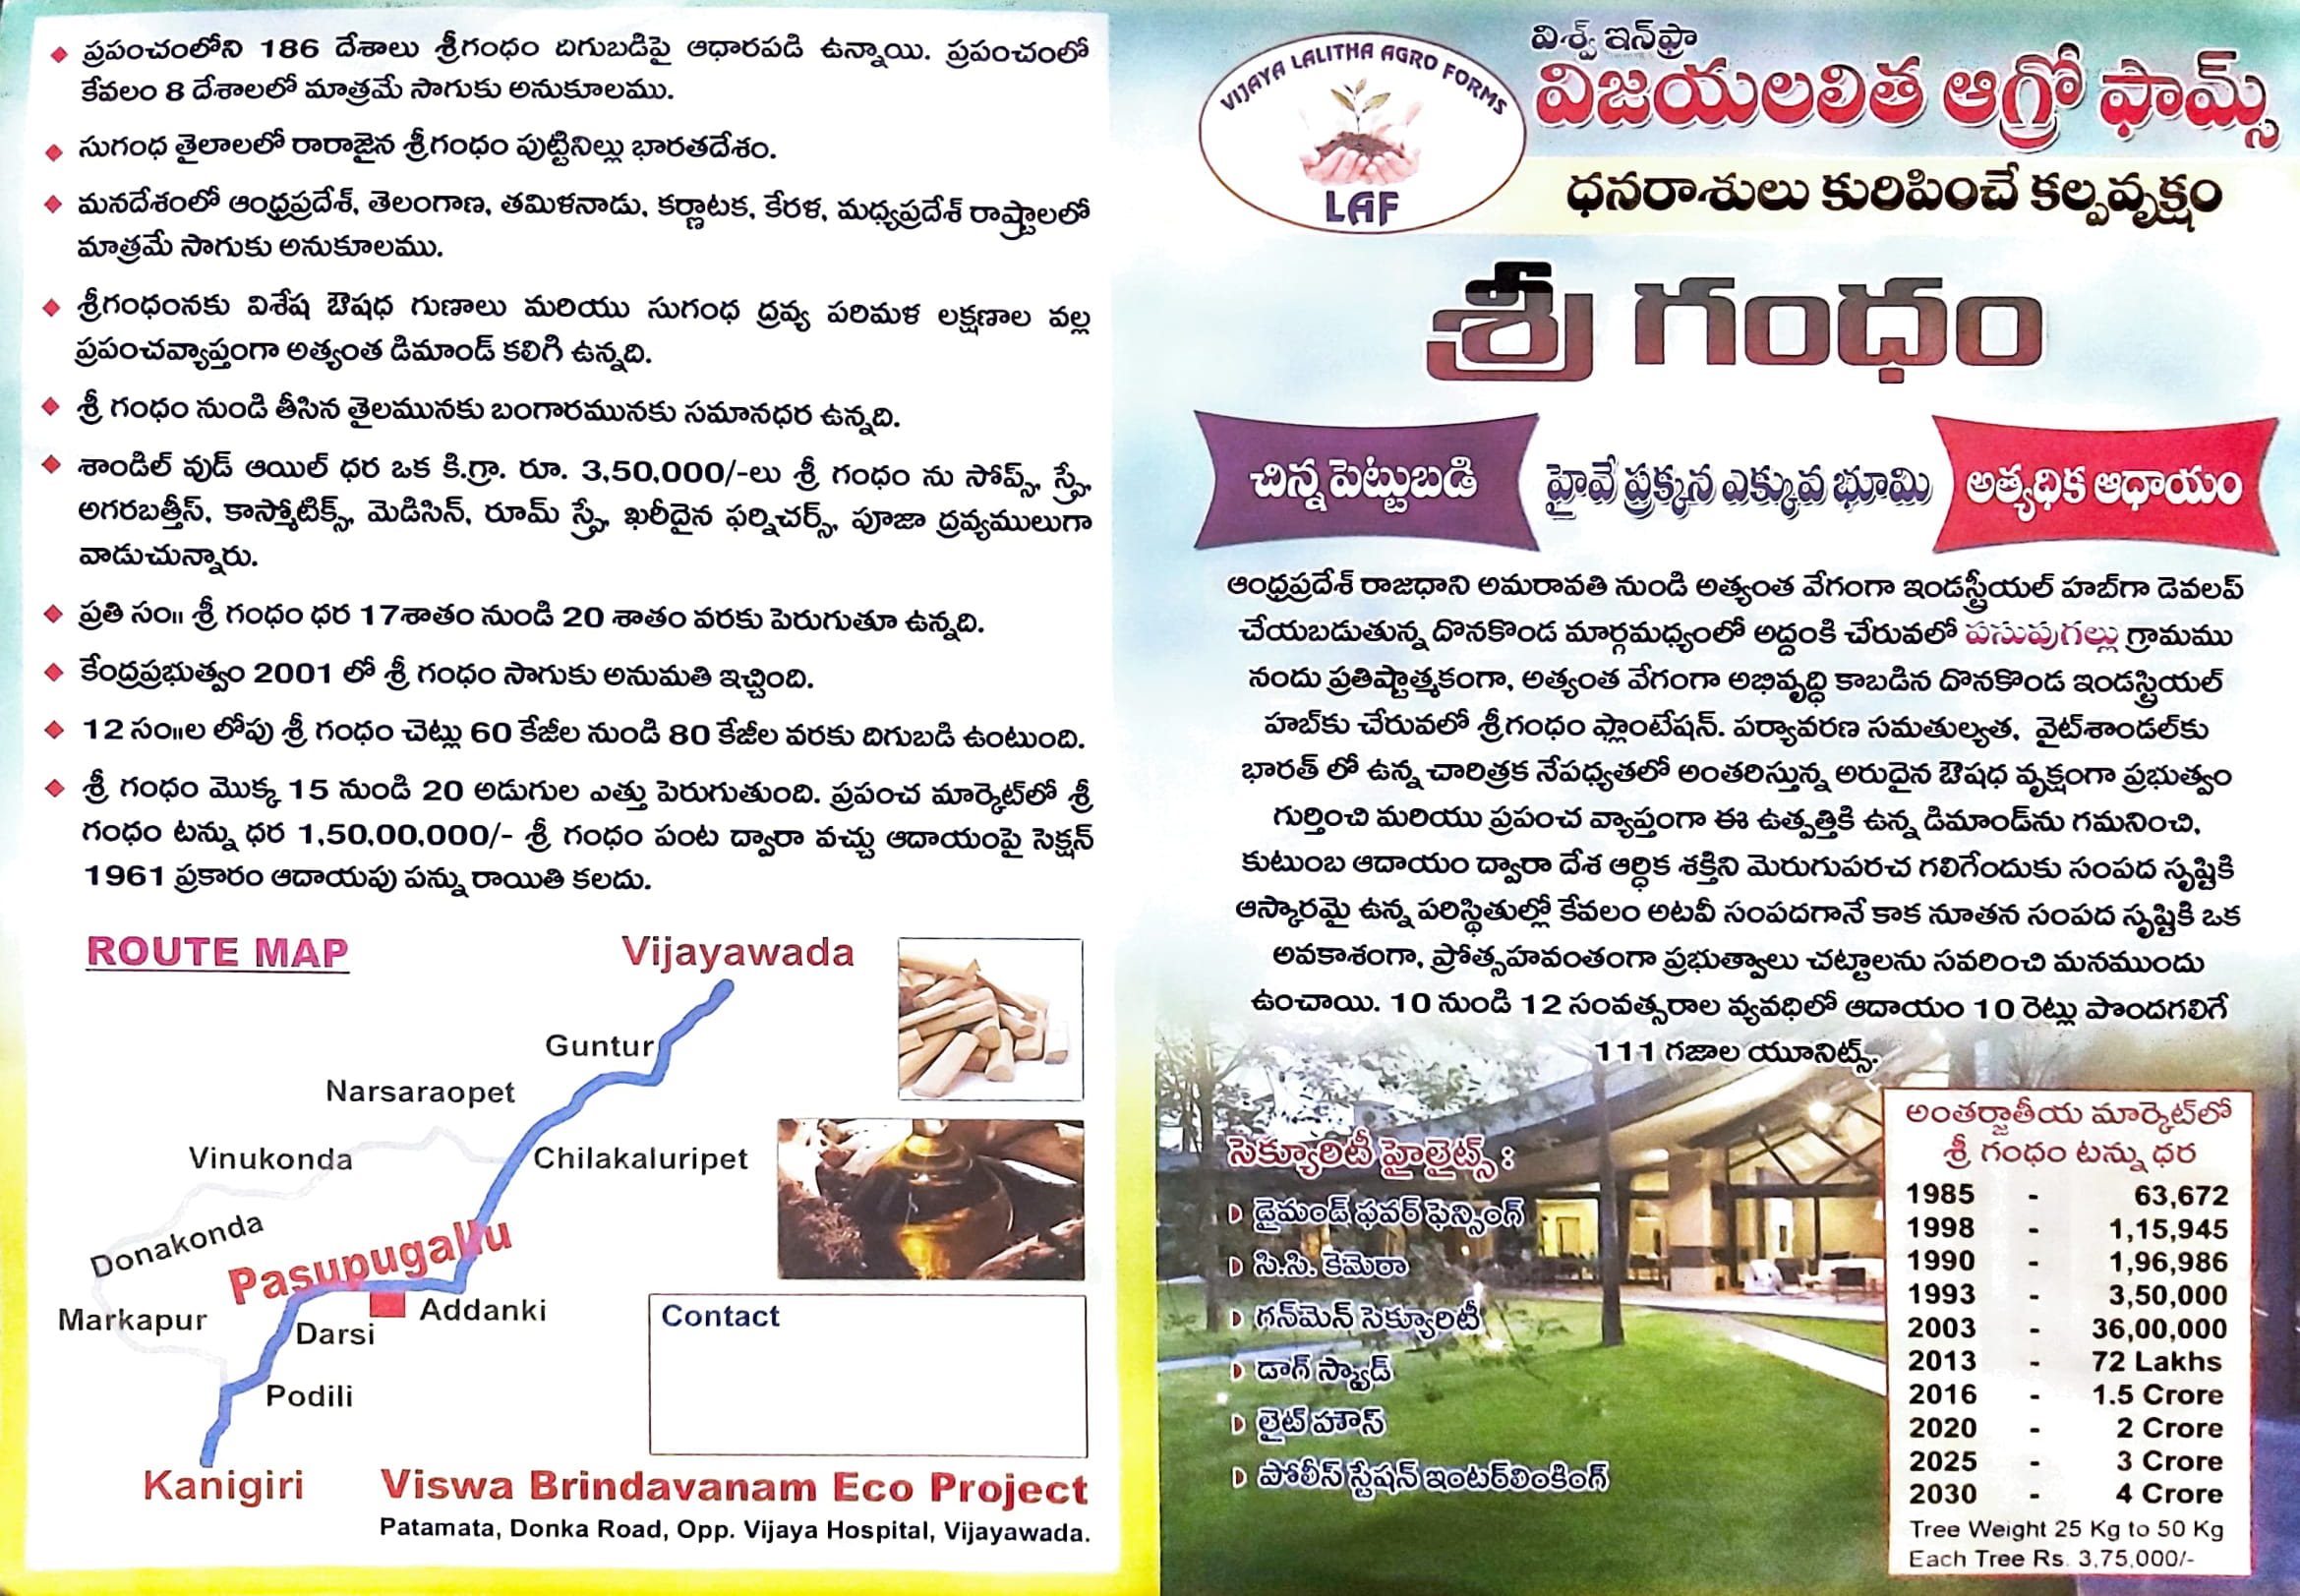 ప్రపంచంలోని 186 దేశాలు శ్రీగంధం దిగుబడిపై ఆధారపడి ఉన్నాయి. ప్రపంచంలో
కేవలం 8 దేశాలలో మాత్రమే సాగుకు అనుకూలము.
సుగంధ తైలాలలో రారాజైన శ్రీగంధం పుట్టినిల్లు భారతదేశం.
మనదేశంలో ఆంధ్రప్రదేశ్, తెలంగాణ, తమిళనాడు, కర్ణాటక, కేరళ, మధ్యప్రదేశ్ రాష్ట్రాలలో
మాత్రమే సాగుకు అనుకూలము.
శ్రీగంధంనకు విశేష ఔషధ గుణాలు మరియు సుగంధ ద్రవ్య పరిమళ లక్షణాల వల్ల
ప్రపంచవ్యాప్తంగా అత్యంత డిమాండ్ కలిగి ఉన్నది.
శ్రీ గంధం నుండి తీసిన తైలమునకు బంగారమునకు సమానధర ఉన్నది.
శాండిల్ వుడ్ ఆయిల్ ధర ఒక కి.గ్రా. రూ. 3,50,000/-లు శ్రీ గంధం ను సోప్స్, స్ప్రే,
అగరబత్తీస్, కాస్మోటిక్స్, మెడిసిన్, రూమ్ స్ప్రే, ఖరీదైన ఫర్నిచర్స్, పూజా ద్రవ్యములుగా
వాడుచున్నారు.
ప్రతి సం॥ శ్రీ గంధం ధర 17శాతం నుండి 20 శాతం వరకు పెరుగుతూ ఉన్నది.
కేంద్రప్రభుత్వం 2001 లో శ్రీ గంధం సాగుకు అనుమతి ఇచ్చింది.
12 సం॥ల లోపు శ్రీ గంధం చెట్లు 60 కేజీల నుండి 80 కేజీల వరకు దిగుబడి ఉంటుంది.
శ్రీ గంధం మొక్క 15 నుండి 20 అడుగుల ఎత్తు పెరుగుతుంది. ప్రపంచ మార్కెట్‌లో శ్రీ
గంధం టన్ను ధర 1,50,00,000/- శ్రీ గంధం పంట ద్వారా వచ్చు ఆదాయంపై సెక్షన్
1961 ప్రకారం ఆదాయపు పన్ను రాయితి కలదు.
ROUTE MAP
Vijayawada
Guntur
Narsaraopet
Vinukonda
Chilakaluripet
Donakonda
Pasupugallu
Markapur
Addanki
Darsi
Podili
Kanigiri
Contact
Viswa Brindavanam Eco Project
Patamata, Donka Road, Opp. Vijaya Hospital, Vijayawada.
VIJAYA LALITHA AGRO FORMS
LAF
విశ్వ ఇన్‌ఫ్రా
విజయలలిత ఆగ్రో ఫామ్స్
ధనరాశులు కురిపించే కల్పవృక్షం
శ్రీ గంధం
చిన్న పెట్టుబడి
హైవే ప్రక్కన ఎక్కువ భూమి
అత్యధిక ఆధాయం
ఆంధ్రప్రదేశ్ రాజధాని అమరావతి నుండి అత్యంత వేగంగా ఇండస్ట్రీయల్ హబ్‌గా డెవలప్
చేయబడుతున్న దొనకొండ మార్గమధ్యంలో అద్దంకి చేరువలో పసుపుగల్లు గ్రామము
నందు ప్రతిష్టాత్మకంగా, అత్యంత వేగంగా అభివృద్ధి కాబడిన దొనకొండ ఇండస్ట్రియల్
హబ్‌కు చేరువలో శ్రీగంధం ప్లాంటేషన్. పర్యావరణ సమతుల్యత, వైట్‌శాండల్‌కు
భారత్ లో ఉన్న చారిత్రక నేపధ్యతలో అంతరిస్తున్న అరుదైన ఔషధ వృక్షంగా ప్రభుత్వం
గుర్తించి మరియు ప్రపంచ వ్యాప్తంగా ఈ ఉత్పత్తికి ఉన్న డిమాండ్‌ను గమనించి,
కుటుంబ ఆదాయం ద్వారా దేశ ఆర్ధిక శక్తిని మెరుగుపరచ గలిగేందుకు సంపద సృష్టికి
ఆస్కారమై ఉన్న పరిస్థితుల్లో కేవలం అటవీ సంపదగానే కాక నూతన సంపద సృష్టికి ఒక
అవకాశంగా, ప్రోత్సహవంతంగా ప్రభుత్వాలు చట్టాలను సవరించి మనముందు
ఉంచాయి. 10 నుండి 12 సంవత్సరాల వ్యవధిలో ఆదాయం 10 రెట్లు పొందగలిగే
111 గజాల యూనిట్స్.
సెక్యూరిటీ హైలైట్స్ :
డైమండ్ ఫవర్ ఫెన్సింగ్
సి.సి. కెమెరా
గన్‌మెన్ సెక్యూరిటీ
డాగ్ స్క్వాడ్
లైట్ హౌస్
పోలీస్ స్టేషన్ ఇంటర్‌లింకింగ్
అంతర్జాతీయ మార్కెట్‌లో
శ్రీ గంధం టన్ను ధర
1985 - 63,672
1998 - 1,15,945
1990 - 1,96,986
1993 - 3,50,000
2003 - 36,00,000
2013 - 72 Lakhs
2016 - 1.5 Crore
2020 - 2 Crore
2025 - 3 Crore
2030 - 4 Crore
Tree Weight 25 Kg to 50 Kg
Each Tree Rs. 3,75,000/-